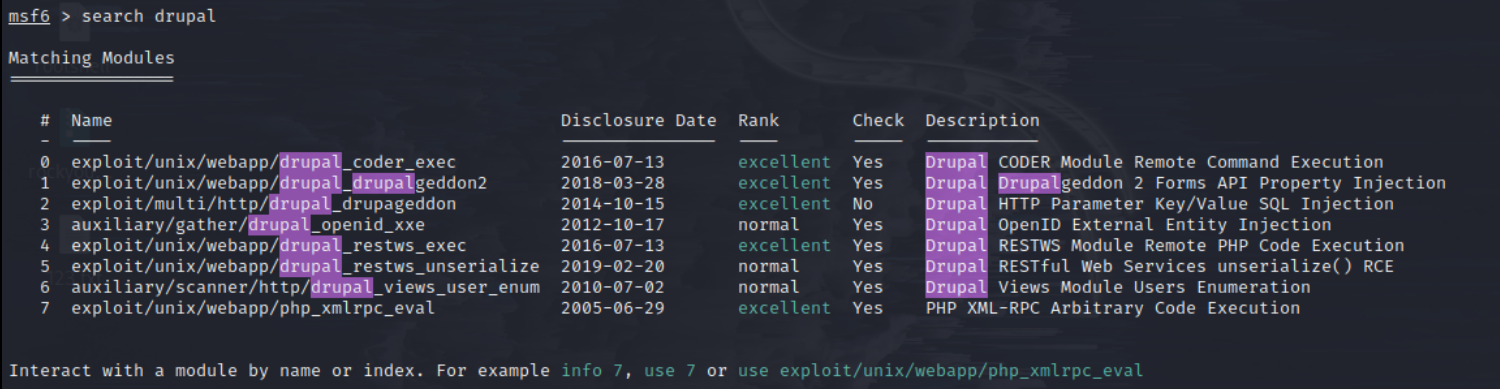 msf6 > search drupal
Matching Modules
# Name Disclosure Date Rank Check Description
- ---- --------------- ---- ----- -----------
0 exploit/unix/webapp/drupal_coder_exec 2016-07-13 excellent Yes Drupal CODER Module Remote Command Execution
1 exploit/unix/webapp/drupal_drupalgeddon2 2018-03-28 excellent Yes Drupal Drupalgeddon 2 Forms API Property Injection
2 exploit/multi/http/drupal_drupageddon 2014-10-15 excellent No Drupal HTTP Parameter Key/Value SQL Injection
3 auxiliary/gather/drupal_openid_xxe 2012-10-17 normal Yes Drupal OpenID External Entity Injection
4 exploit/unix/webapp/drupal_restws_exec 2016-07-13 excellent Yes Drupal RESTWS Module Remote PHP Code Execution
5 exploit/unix/webapp/drupal_restws_unserialize 2019-02-20 normal Yes Drupal RESTful Web Services unserialize() RCE
6 auxiliary/scanner/http/drupal_views_user_enum 2010-07-02 normal Yes Drupal Views Module Users Enumeration
7 exploit/unix/webapp/php_xmlrpc_eval 2005-06-29 excellent Yes PHP XML-RPC Arbitrary Code Execution
Interact with a module by name or index. For example info 7, use 7 or use exploit/unix/webapp/php_xmlrpc_eval